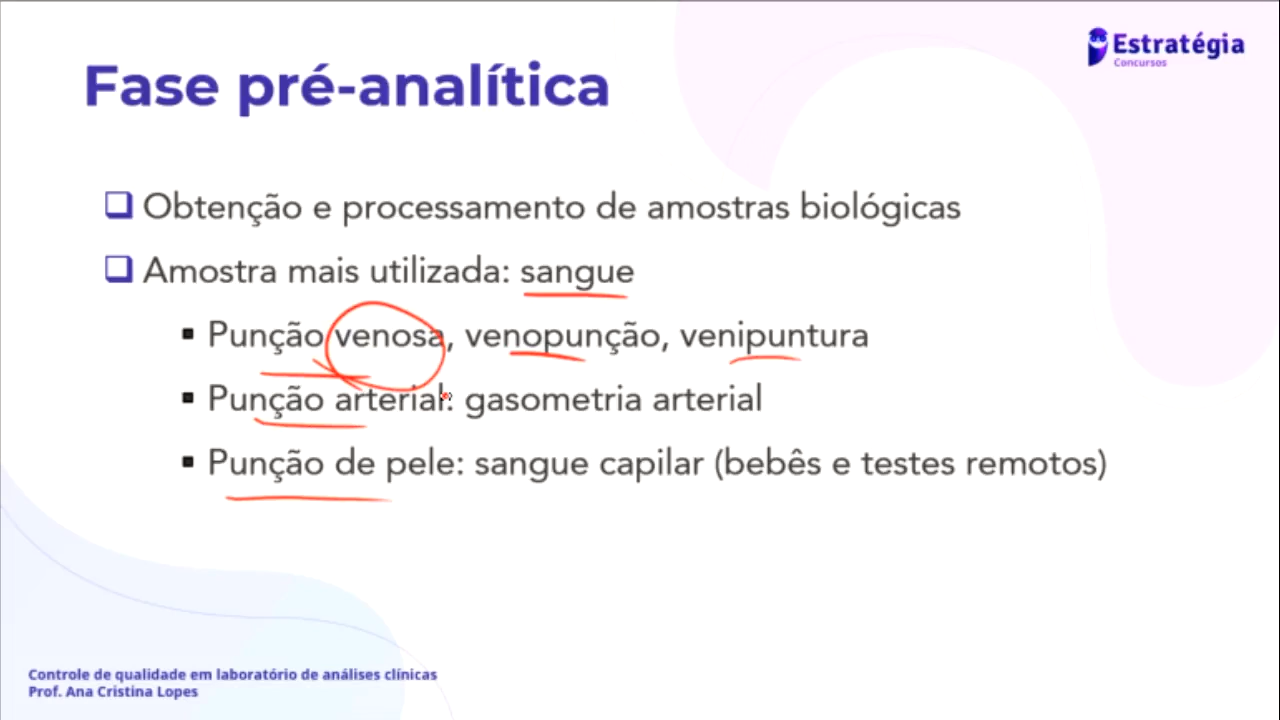 Estratégia
Concursos
Fase pré-analítica
Obtenção e processamento de amostras biológicas
Amostra mais utilizada: sangue
Punção venosa, venopunção, venipuntura
Punção arterial: gasometria arterial
Punção de pele: sangue capilar (bebês e testes remotos)
Controle de qualidade em laboratório de análises clínicas
Prof. Ana Cristina Lopes